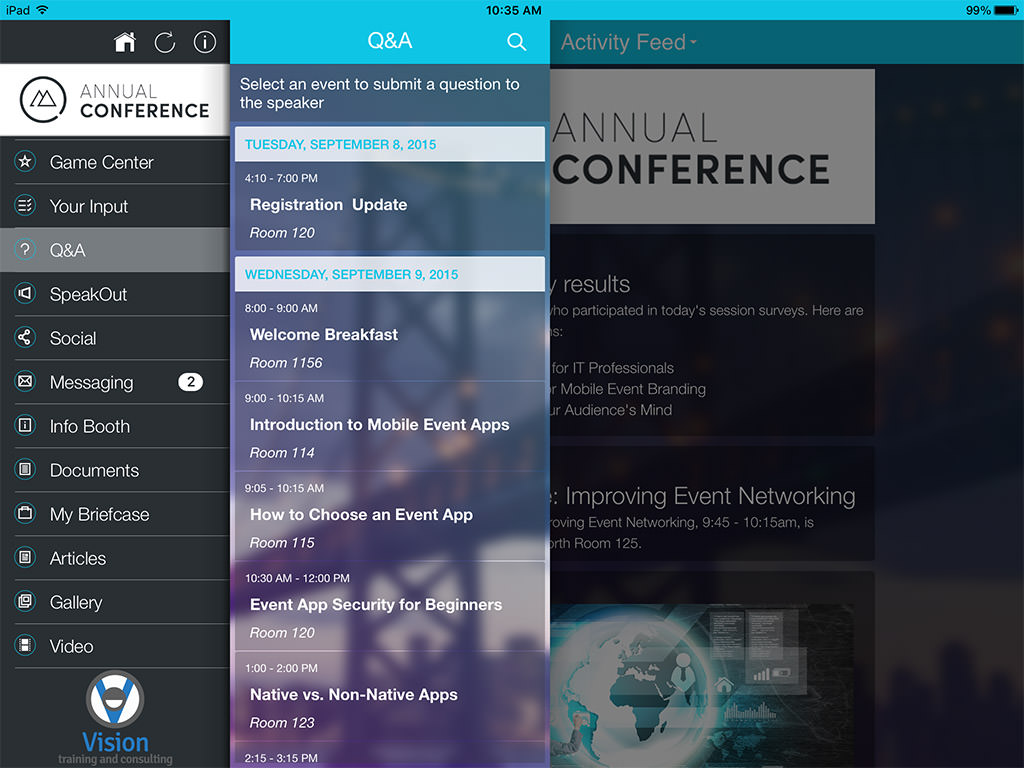 iPad
10:35 AM
99%
Q&A
Activity Feed
ANNUAL
CONFERENCE
Game Center
Your Input
Q&A
SpeakOut
Social
Messaging 2
Info Booth
Documents
My Briefcase
Articles
Gallery
Video
Vision
training and consulting
Select an event to submit a question to
the speaker
TUESDAY, SEPTEMBER 8, 2015
4:10 - 7:00 PM
Registration Update
Room 120
WEDNESDAY, SEPTEMBER 9, 2015
8:00 - 9:00 AM
Welcome Breakfast
Room 1156
9:00 - 10:15 AM
Introduction to Mobile Event Apps
Room 114
9:05 - 10:15 AM
How to Choose an Event App
Room 115
10:30 AM - 12:00 PM
Event App Security for Beginners
Room 120
1:00 - 2:00 PM
Native vs. Non-Native Apps
Room 123
2:15 - 3:15 PM
ANNUAL
CONFERENCE
y results
who participated in today's session surveys. Here are
ns:
for IT Professionals
or Mobile Event Branding
ur Audience's Mind
e: Improving Event Networking
roving Event Networking, 9:45 - 10:15am, is
orth Room 125.